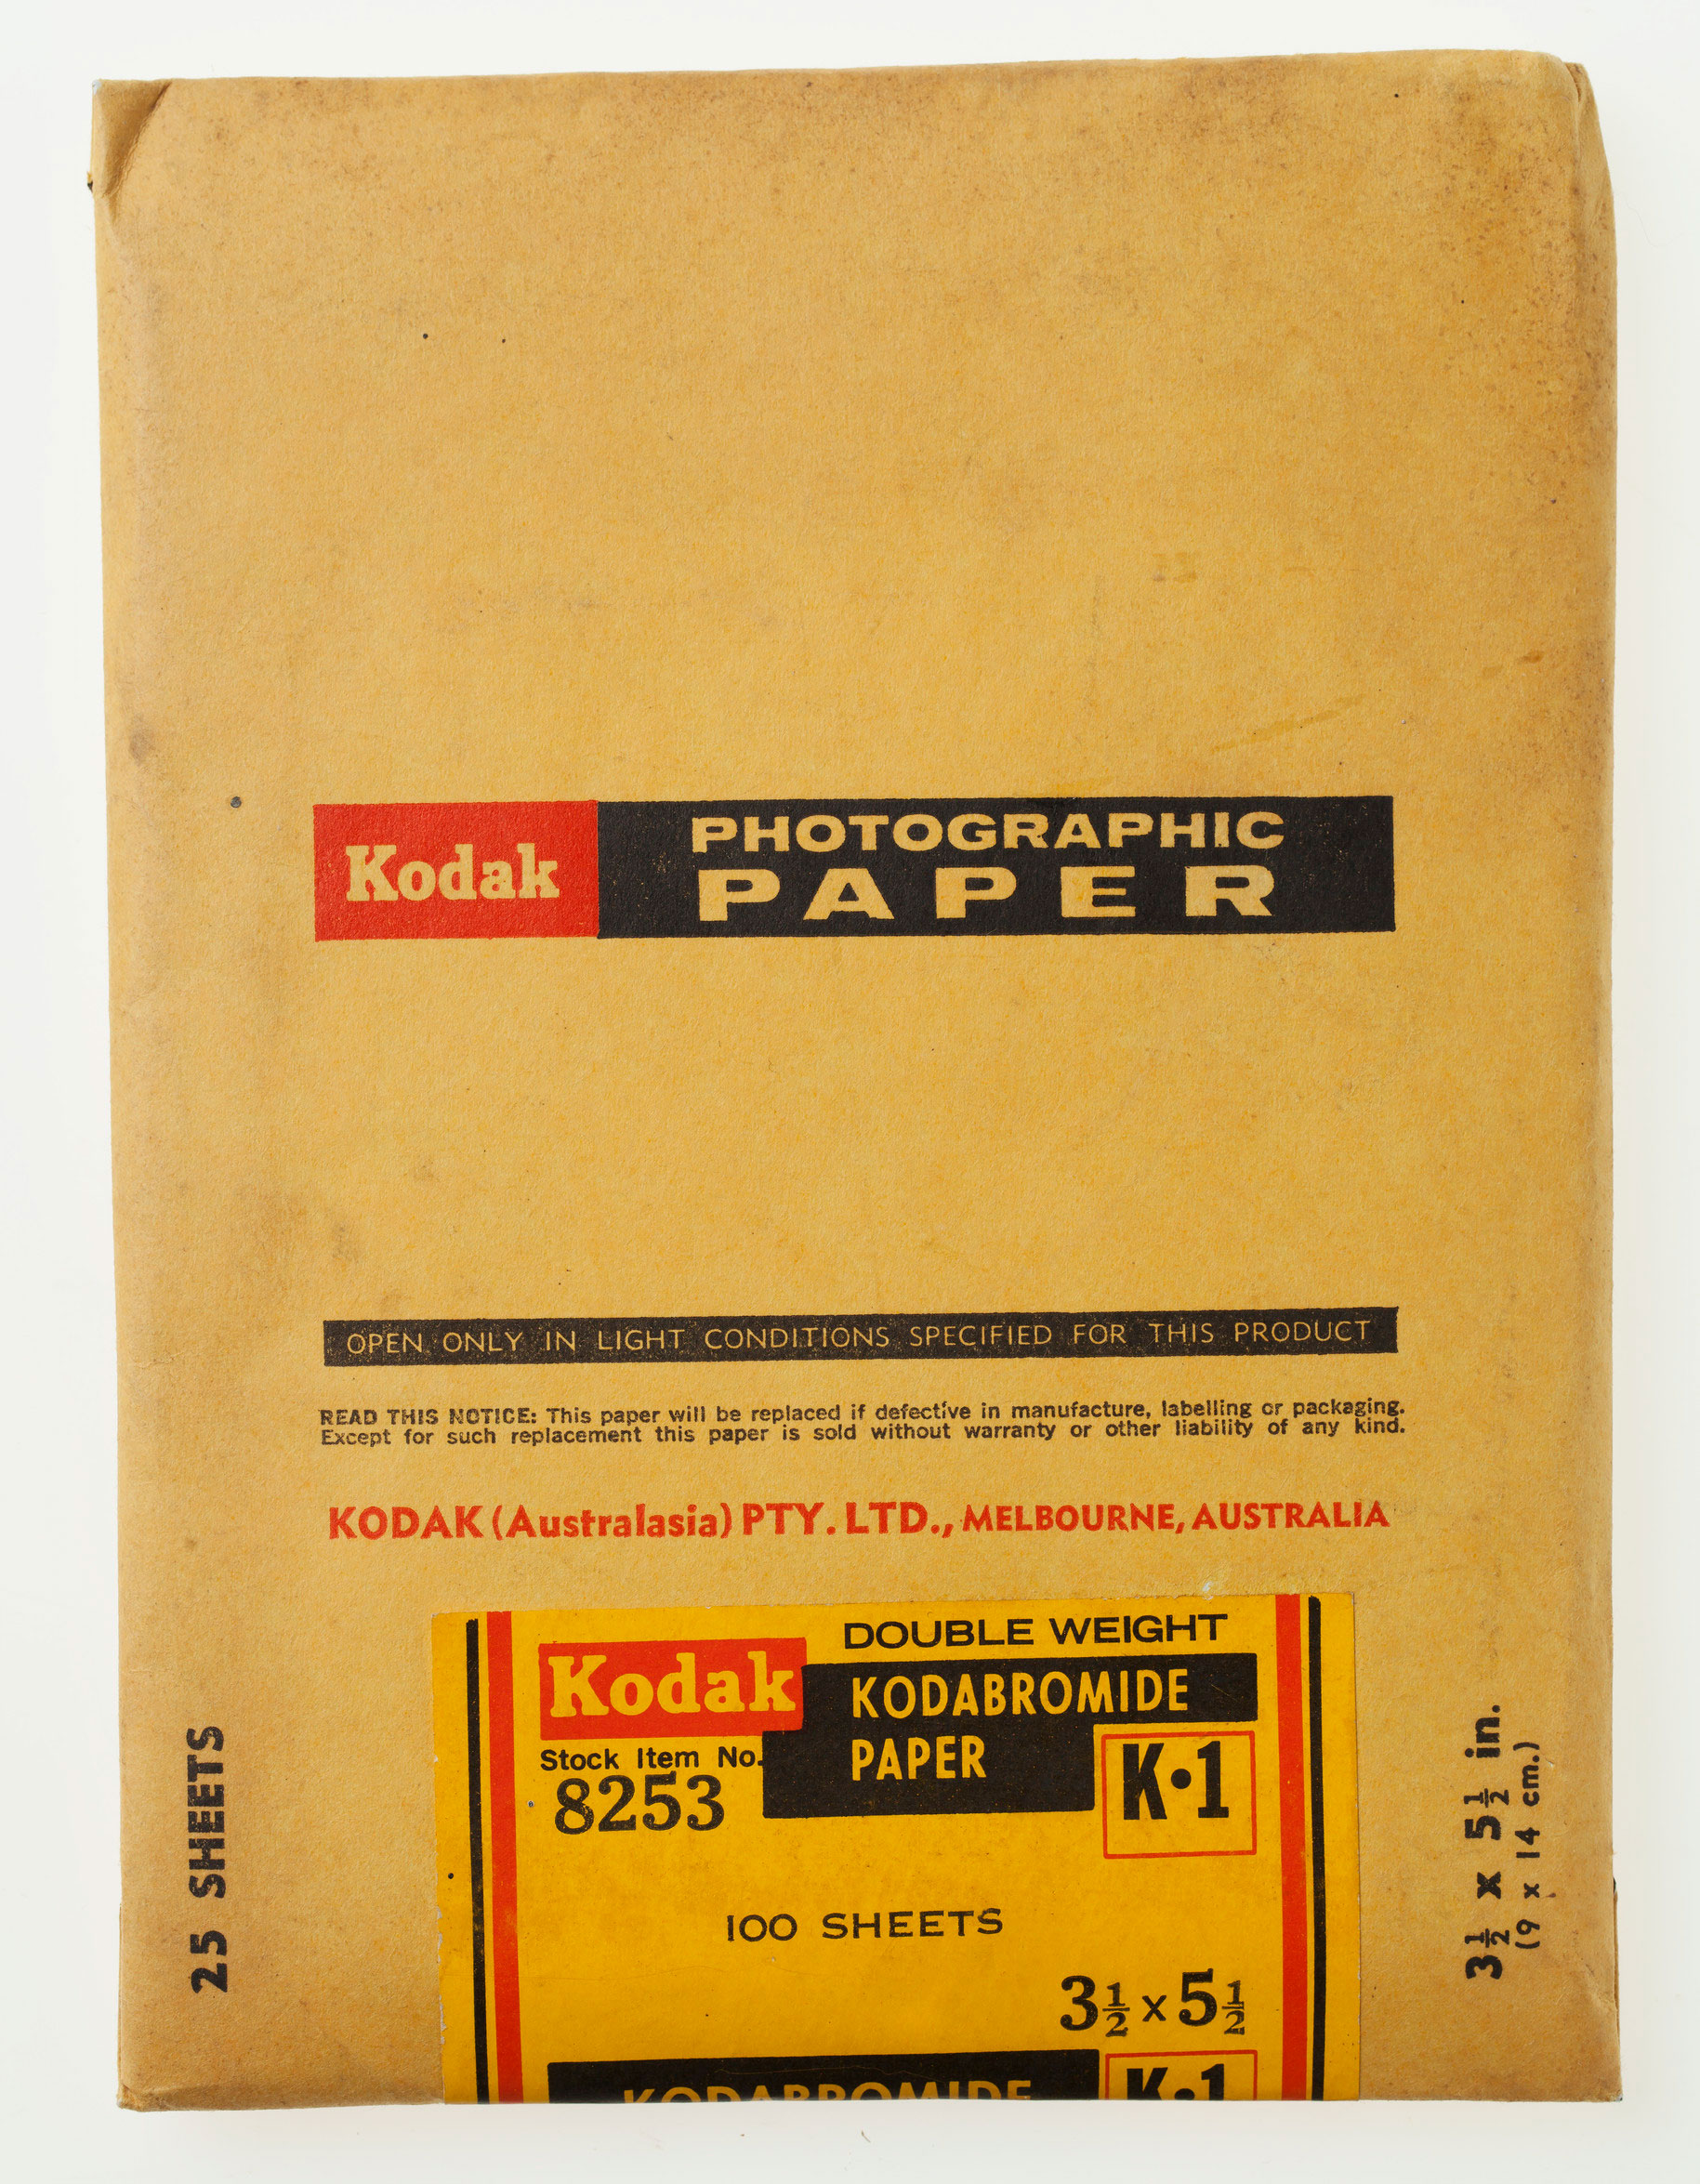 Kodak
PHOTOGRAPHIC
PAPER
OPEN ONLY IN LIGHT CONDITIONS SPECIFIED FOR THIS PRODUCT
READ THIS NOTICE: This paper will be replaced if defective in manufacture, labelling or packaging.
Except for such replacement this paper is sold without warranty or other liability of any kind.
KODAK (Australasia) PTY. LTD., MELBOURNE, AUSTRALIA
25 SHEETS
DOUBLE WEIGHT
Kodak
KODABROMIDE
PAPER
K•1
Stock Item No.
8253
100 SHEETS
3½ x 5½
KODABROMIDE
K•1
3½ x 5½ in.
(9 x 14 cm.)